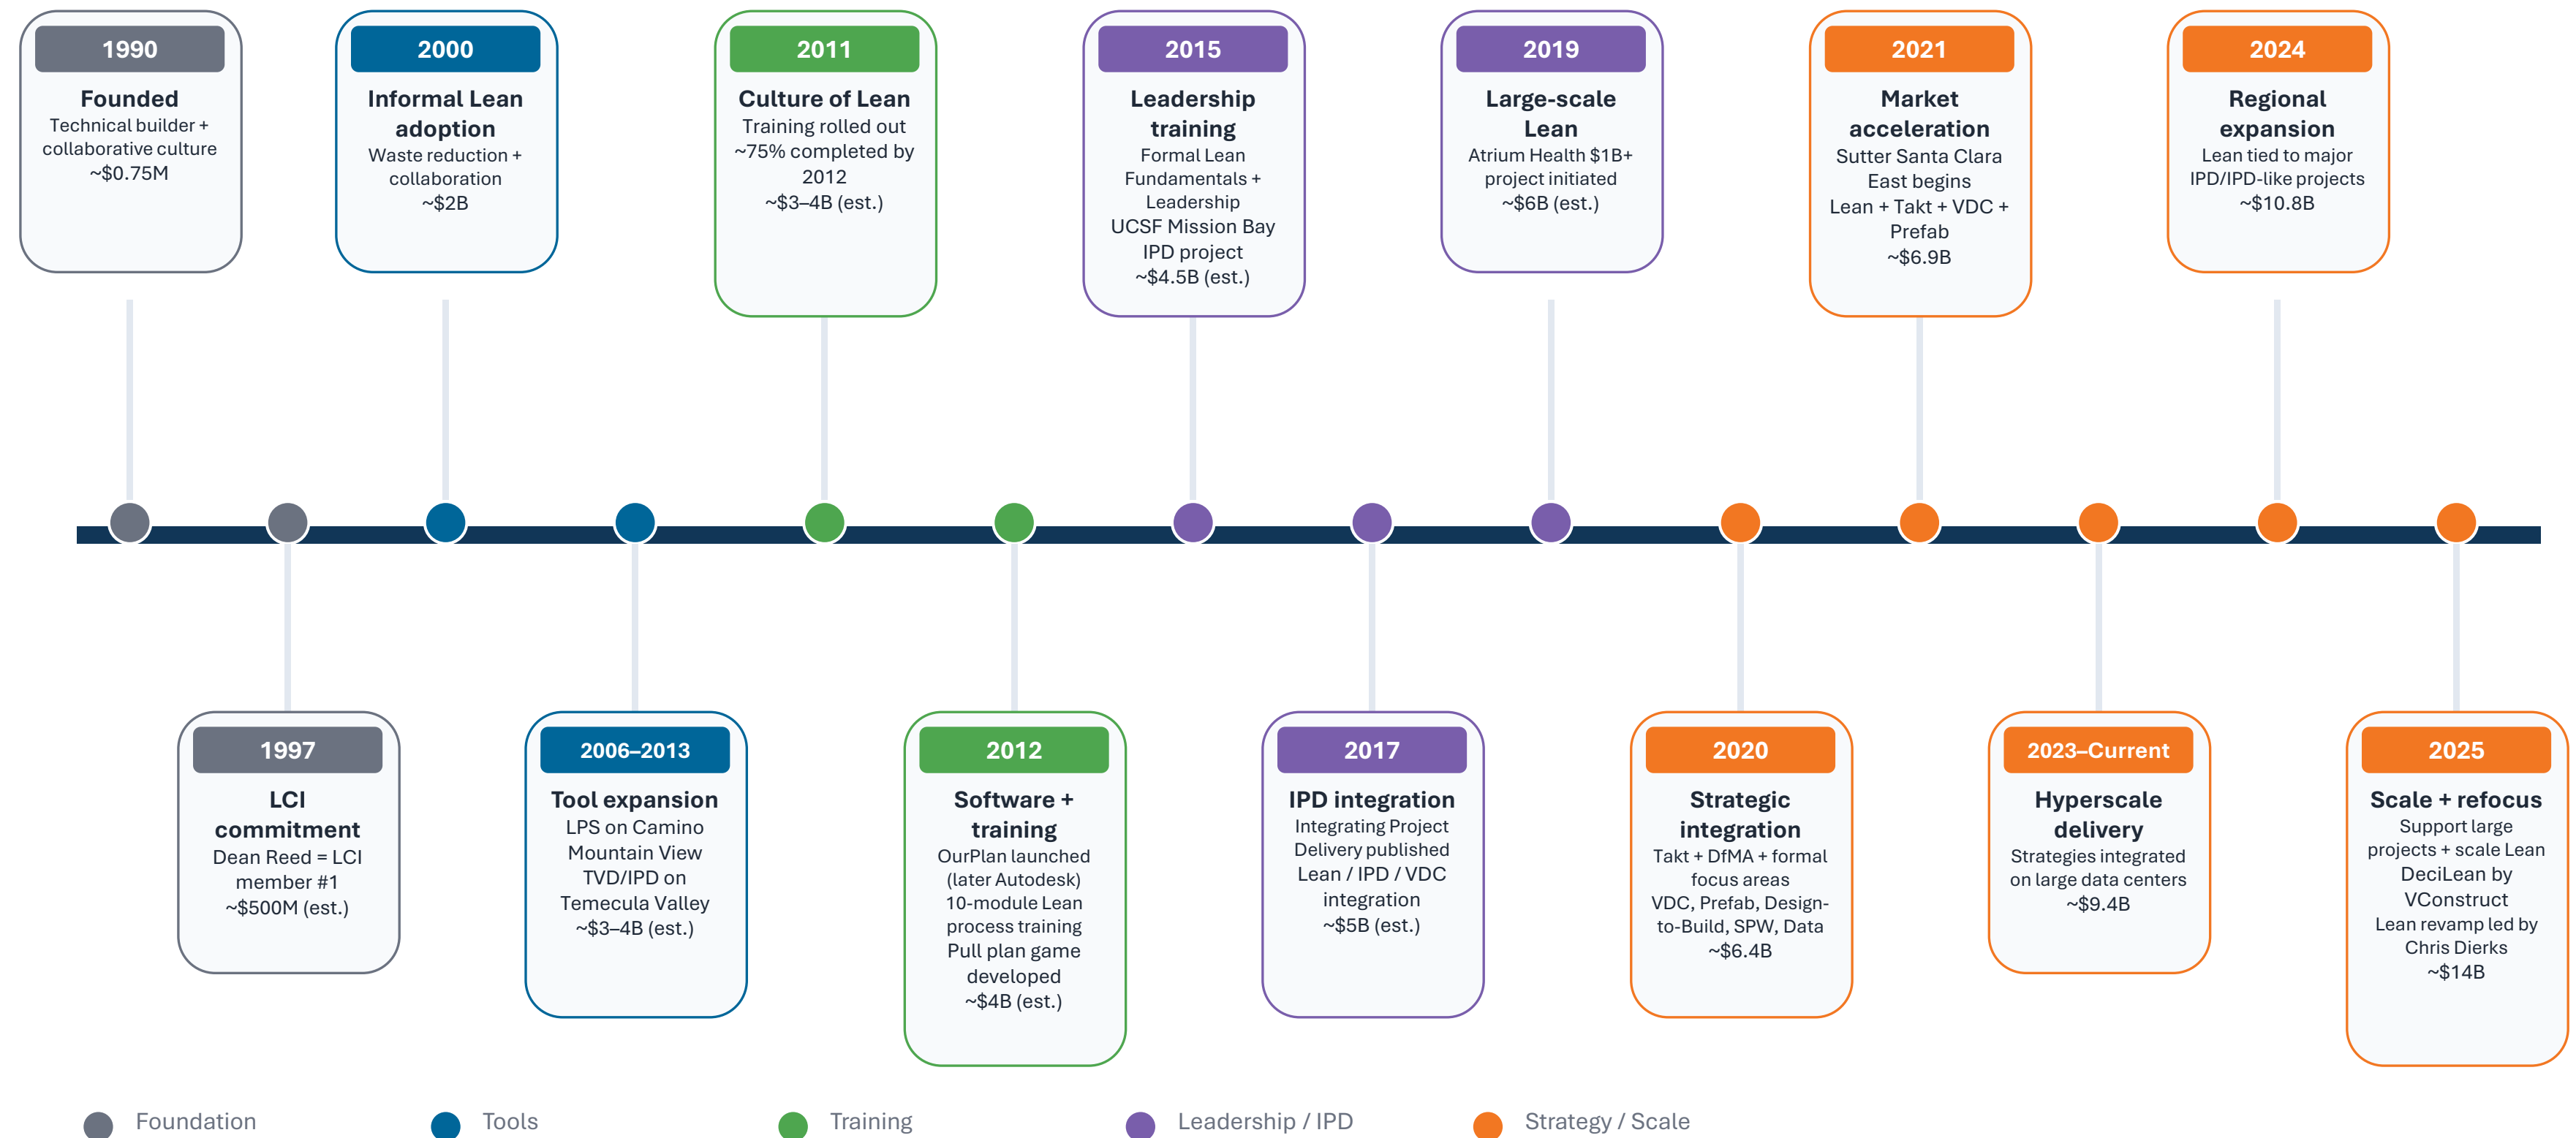 1990
Founded
Technical builder +
collaborative culture
~$0.75M
2000
Informal Lean
adoption
Waste reduction +
collaboration
~$2B
2011
Culture of Lean
Training rolled out
~75% completed by
2012
~$3–4B (est.)
2015
Leadership
training
Formal Lean
Fundamentals +
Leadership
UCSF Mission Bay
IPD project
~$4.5B (est.)
2019
Large-scale
Lean
Atrium Health $1B+
project initiated
~$6B (est.)
2021
Market
acceleration
Sutter Santa Clara
East begins
Lean + Takt + VDC +
Prefab
~$6.9B
2024
Regional
expansion
Lean tied to major
IPD/IPD-like projects
~$10.8B
1997
LCI
commitment
Dean Reed = LCI
member #1
~$500M (est.)
2006–2013
Tool expansion
LPS on Camino
Mountain View
TVD/IPD on
Temecula Valley
~$3–4B (est.)
2012
Software +
training
OurPlan launched
(later Autodesk)
10-module Lean
process training
Pull plan game
developed
~$4B (est.)
2017
IPD integration
Integrating Project
Delivery published
Lean / IPD / VDC
integration
~$5B (est.)
2020
Strategic
integration
Takt + DfMA + formal
focus areas
VDC, Prefab, Design-
to-Build, SPW, Data
~$6.4B
2023–Current
Hyperscale
delivery
Strategies integrated
on large data centers
~$9.4B
2025
Scale + refocus
Support large
projects + scale Lean
DeciLean by
VConstruct
Lean revamp led by
Chris Dierks
~$14B
Foundation
Tools
Training
Leadership / IPD
Strategy / Scale